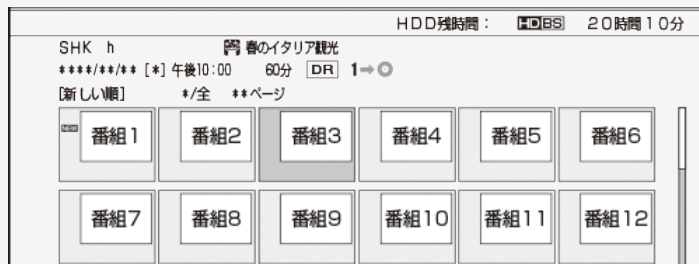 HDD残時間： HD BS 20時間10分
SHK h 春のイタリア観光
****/**/** [*] 午後10:00 60分 DR 1→
[新しい順] */全 **ページ
番組1 番組2 番組3 番組4 番組5 番組6
番組7 番組8 番組9 番組10 番組11 番組12